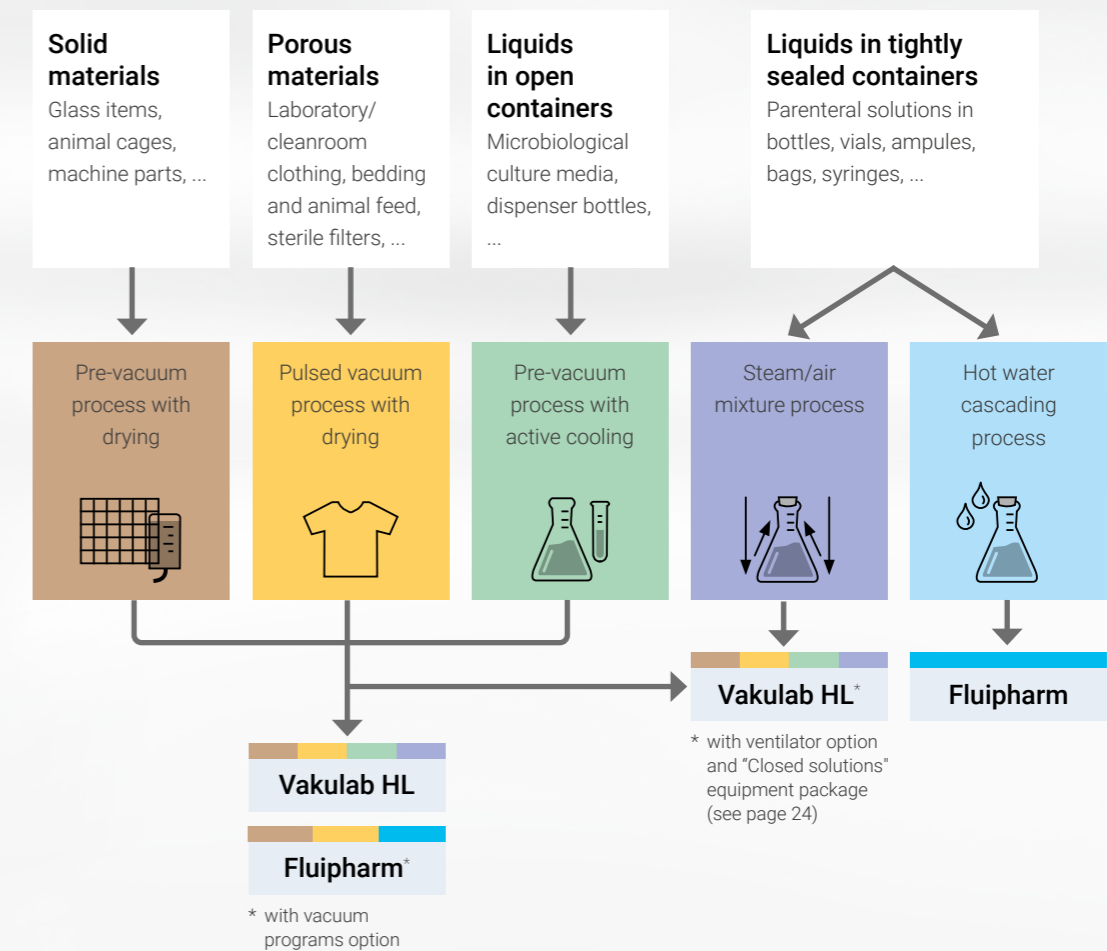 Solid
materials
Glass items,
animal cages,
machine parts, ...
Porous
materials
Laboratory/
cleanroom
clothing, bedding
and animal feed,
sterile filters, ...
Liquids
in open
containers
Microbiological
culture media,
dispenser bottles,
...
Liquids in tightly
sealed containers
Parenteral solutions in
bottles, vials, ampules,
bags, syringes, ...
Pre-vacuum
process with
drying
Pulsed vacuum
process with
drying
Pre-vacuum
process with
active cooling
Steam/air
mixture process
Hot water
cascading
process
Vakulab HL*
* with ventilator option
and “Closed solutions"
equipment package
(see page 24)
Fluipharm
Vakulab HL
Fluipharm*
* with vacuum
programs option